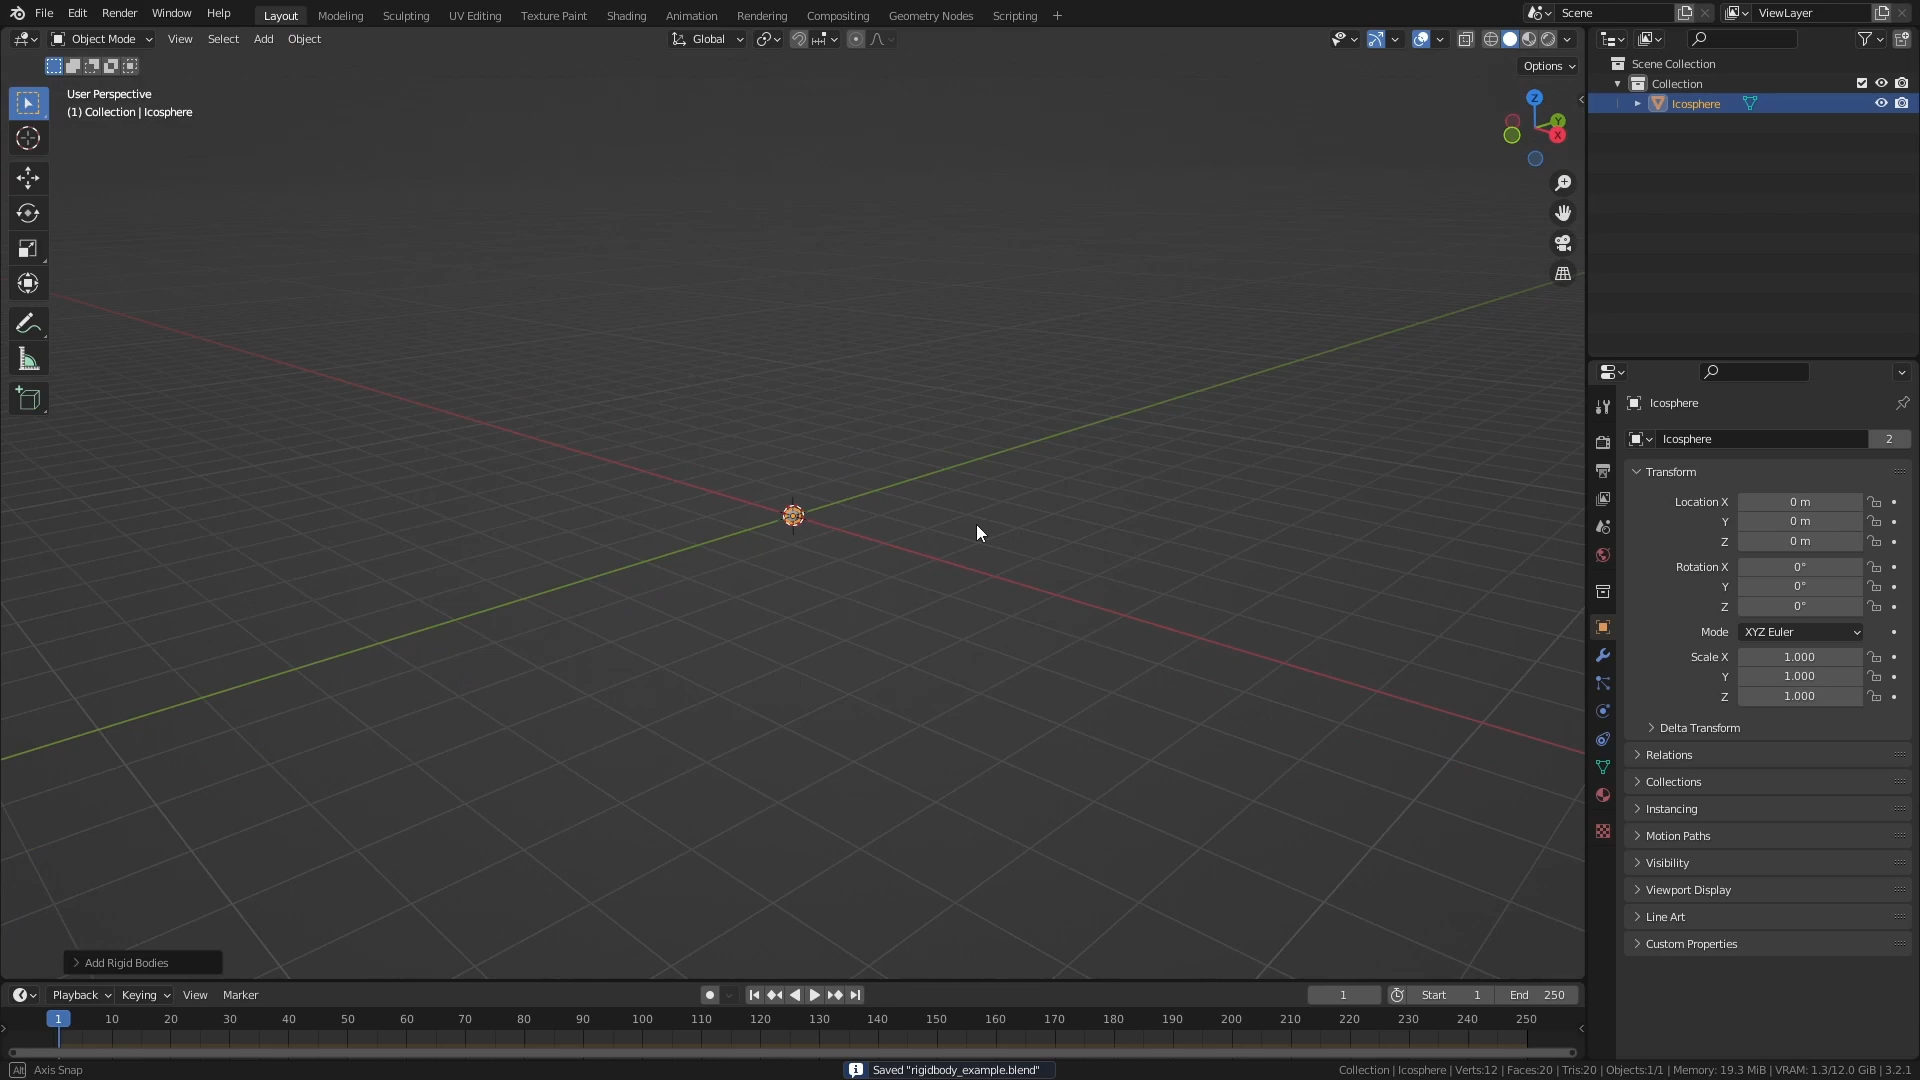 File Edit Render Window Help Layout Modeling Sculpting UV Editing Texture Paint Shading Animation Rendering Compositing Geometry Nodes Scripting + Scene ViewLayer
Object Mode View Select Add Object Global
Options
User Perspective
(1) Collection | Icosphere
Z
Y
X
Add Rigid Bodies
Scene Collection
Collection
Icosphere
Icosphere
Icosphere 2
Transform
Location X 0 m
Y 0 m
Z 0 m
Rotation X 0°
Y 0°
Z 0°
Mode XYZ Euler
Scale X 1.000
Y 1.000
Z 1.000
Delta Transform
Relations
Collections
Instancing
Motion Paths
Visibility
Viewport Display
Line Art
Custom Properties
Playback Keying View Marker 1 Start 1 End 250
1 10 20 30 40 50 60 70 80 90 100 110 120 130 140 150 160 170 180 190 200 210 220 230 240 250
Alt Axis Snap Saved "rigidbody_example.blend" Collection | Icosphere | Verts:12 | Faces:20 | Tris:20 | Objects:1/1 | Memory: 19.3 MiB | VRAM: 1.3/12.0 GiB | 3.2.1